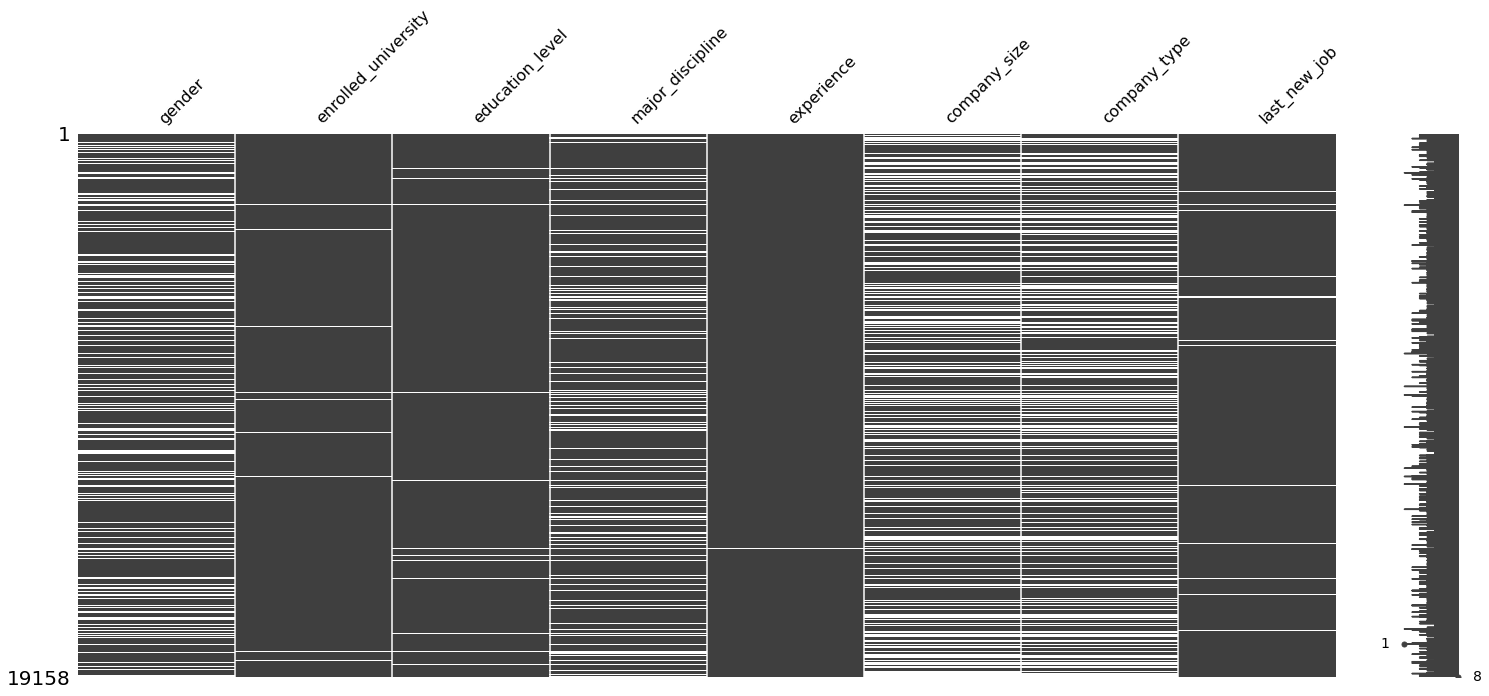 gender
enrolled_university
education_level
major_discipline
experience
company_size
company_type
last_new_job
1
19158
1
8